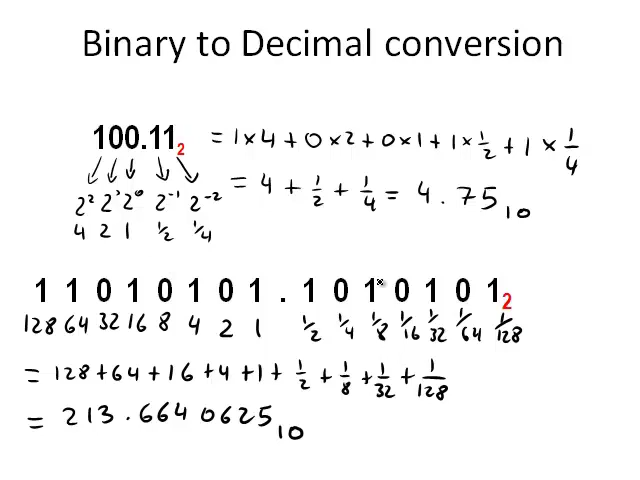 Binary to Decimal conversion
100.11₂ = 1×4 + 0×2 + 0×1 + 1×1/2 + 1×1/4
2² 2¹ 2⁰ 2⁻¹ 2⁻² = 4 + 1/2 + 1/4 = 4.75₁₀
4 2 1 1/2 1/4
1 1 0 1 0 1 0 1 . 1 0 1 0 1 0 1₂
128 64 32 16 8 4 2 1 1/2 1/4 1/8 1/16 1/32 1/64 1/128
= 128 + 64 + 16 + 4 + 1 + 1/2 + 1/8 + 1/32 + 1/128
= 213.6640625₁₀